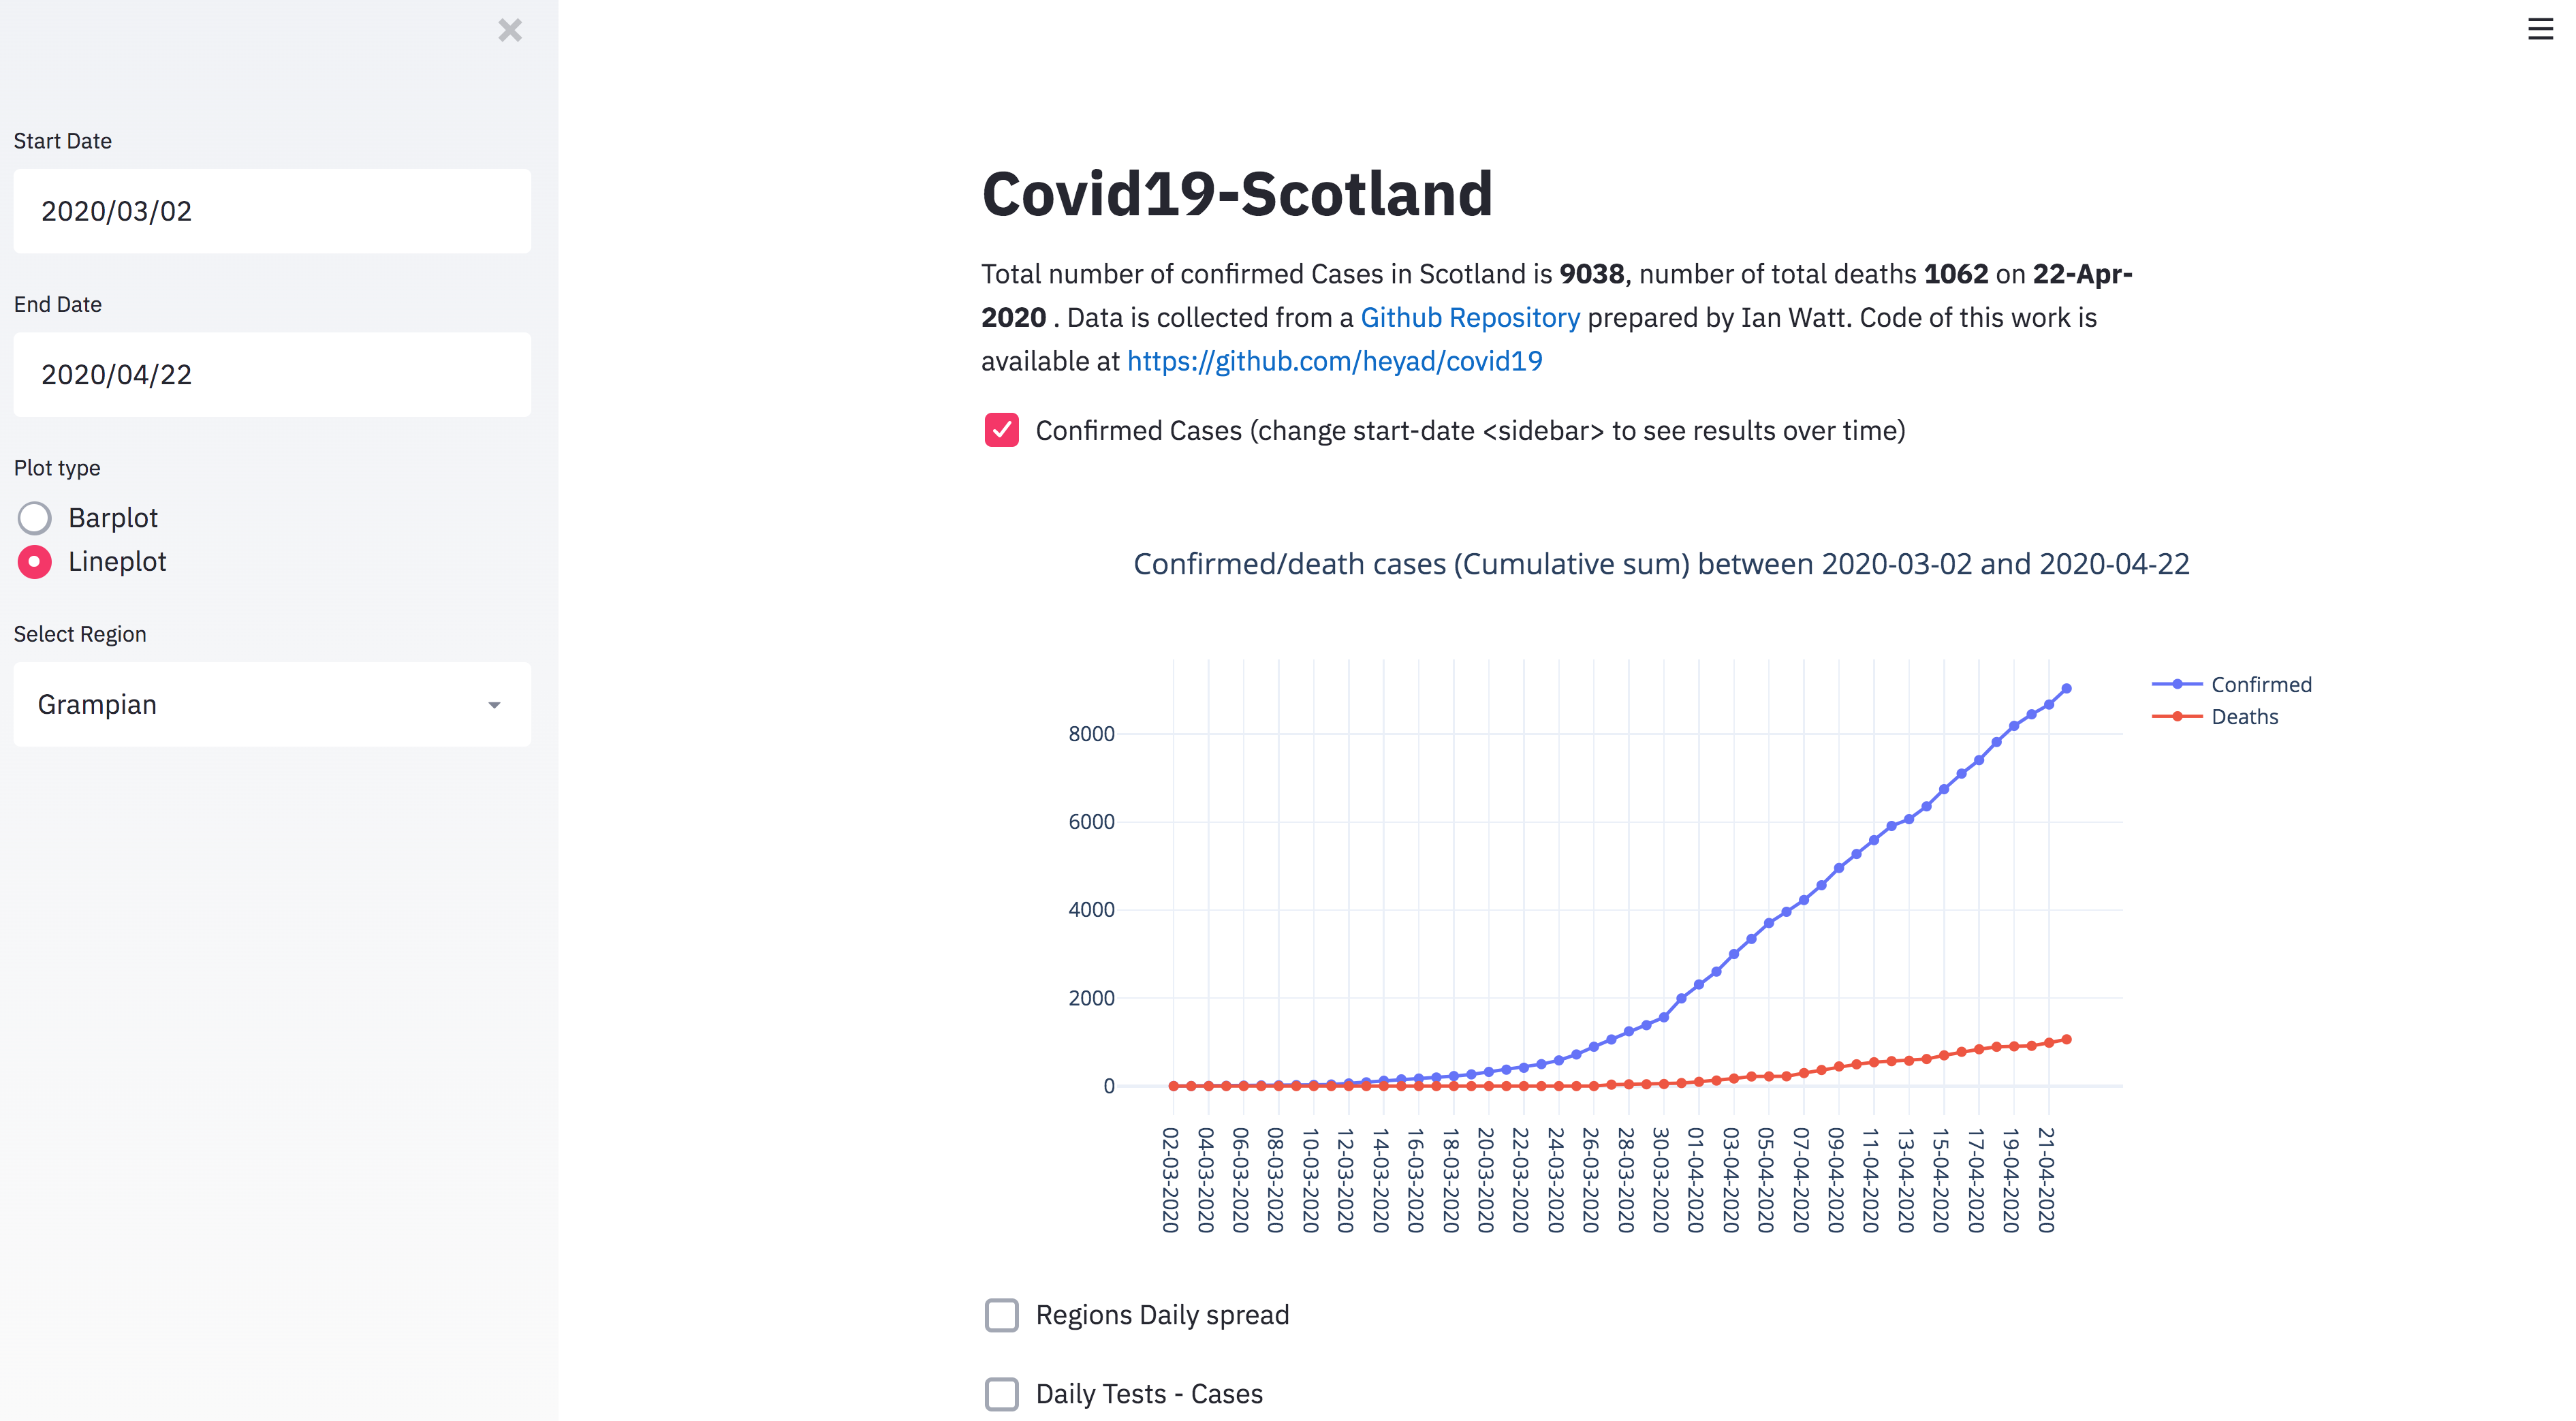 Start Date
2020/03/02
End Date
2020/04/22
Plot type
Barplot
Lineplot
Select Region
Grampian
Covid19-Scotland
Total number of confirmed Cases in Scotland is 9038, number of total deaths 1062 on 22-Apr-
2020 . Data is collected from a Github Repository prepared by Ian Watt. Code of this work is
available at https://github.com/heyad/covid19
Confirmed Cases (change start-date <sidebar> to see results over time)
Confirmed/death cases (Cumulative sum) between 2020-03-02 and 2020-04-22
Confirmed
Deaths
8000
6000
4000
2000
0
02-03-2020
04-03-2020
06-03-2020
08-03-2020
10-03-2020
12-03-2020
14-03-2020
16-03-2020
18-03-2020
20-03-2020
22-03-2020
24-03-2020
26-03-2020
28-03-2020
30-03-2020
01-04-2020
03-04-2020
05-04-2020
07-04-2020
09-04-2020
11-04-2020
13-04-2020
15-04-2020
17-04-2020
19-04-2020
21-04-2020
Regions Daily spread
Daily Tests - Cases